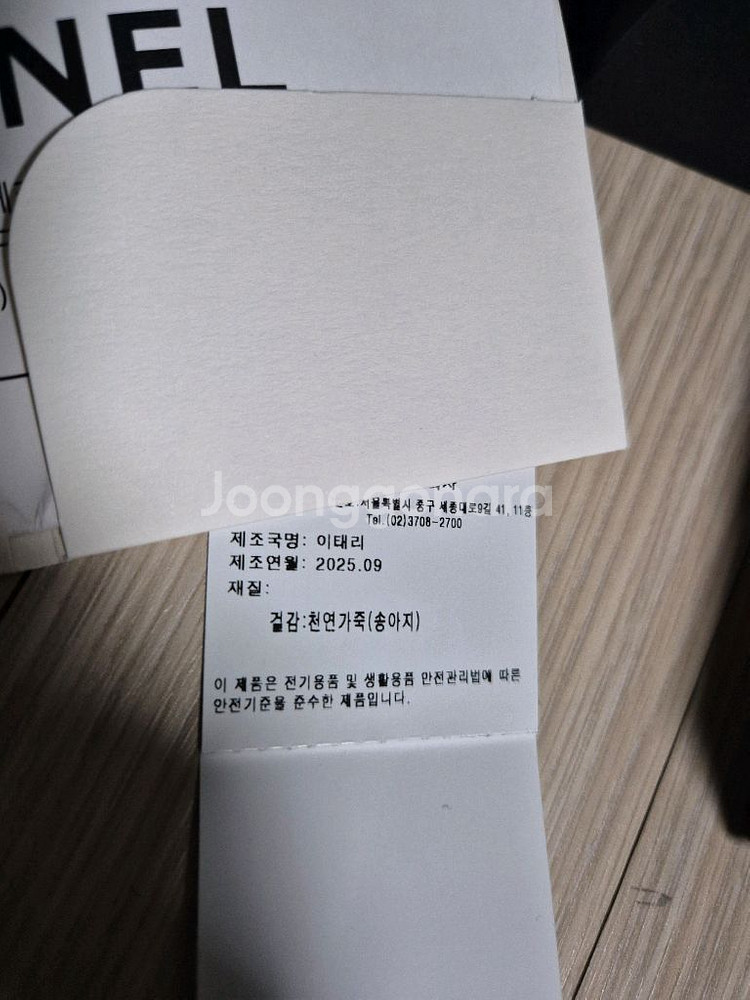 NEL
Joonggonara
서울특별시 중구 세종대로9길 41, 11층
Tel.(02)3708-2700
제조국명: 이태리
제조연월: 2025.09
재질:
겉감:천연가죽(송아지)
이 제품은 전기용품 및 생활용품 안전관리법에 따른
안전기준을 준수한 제품입니다.